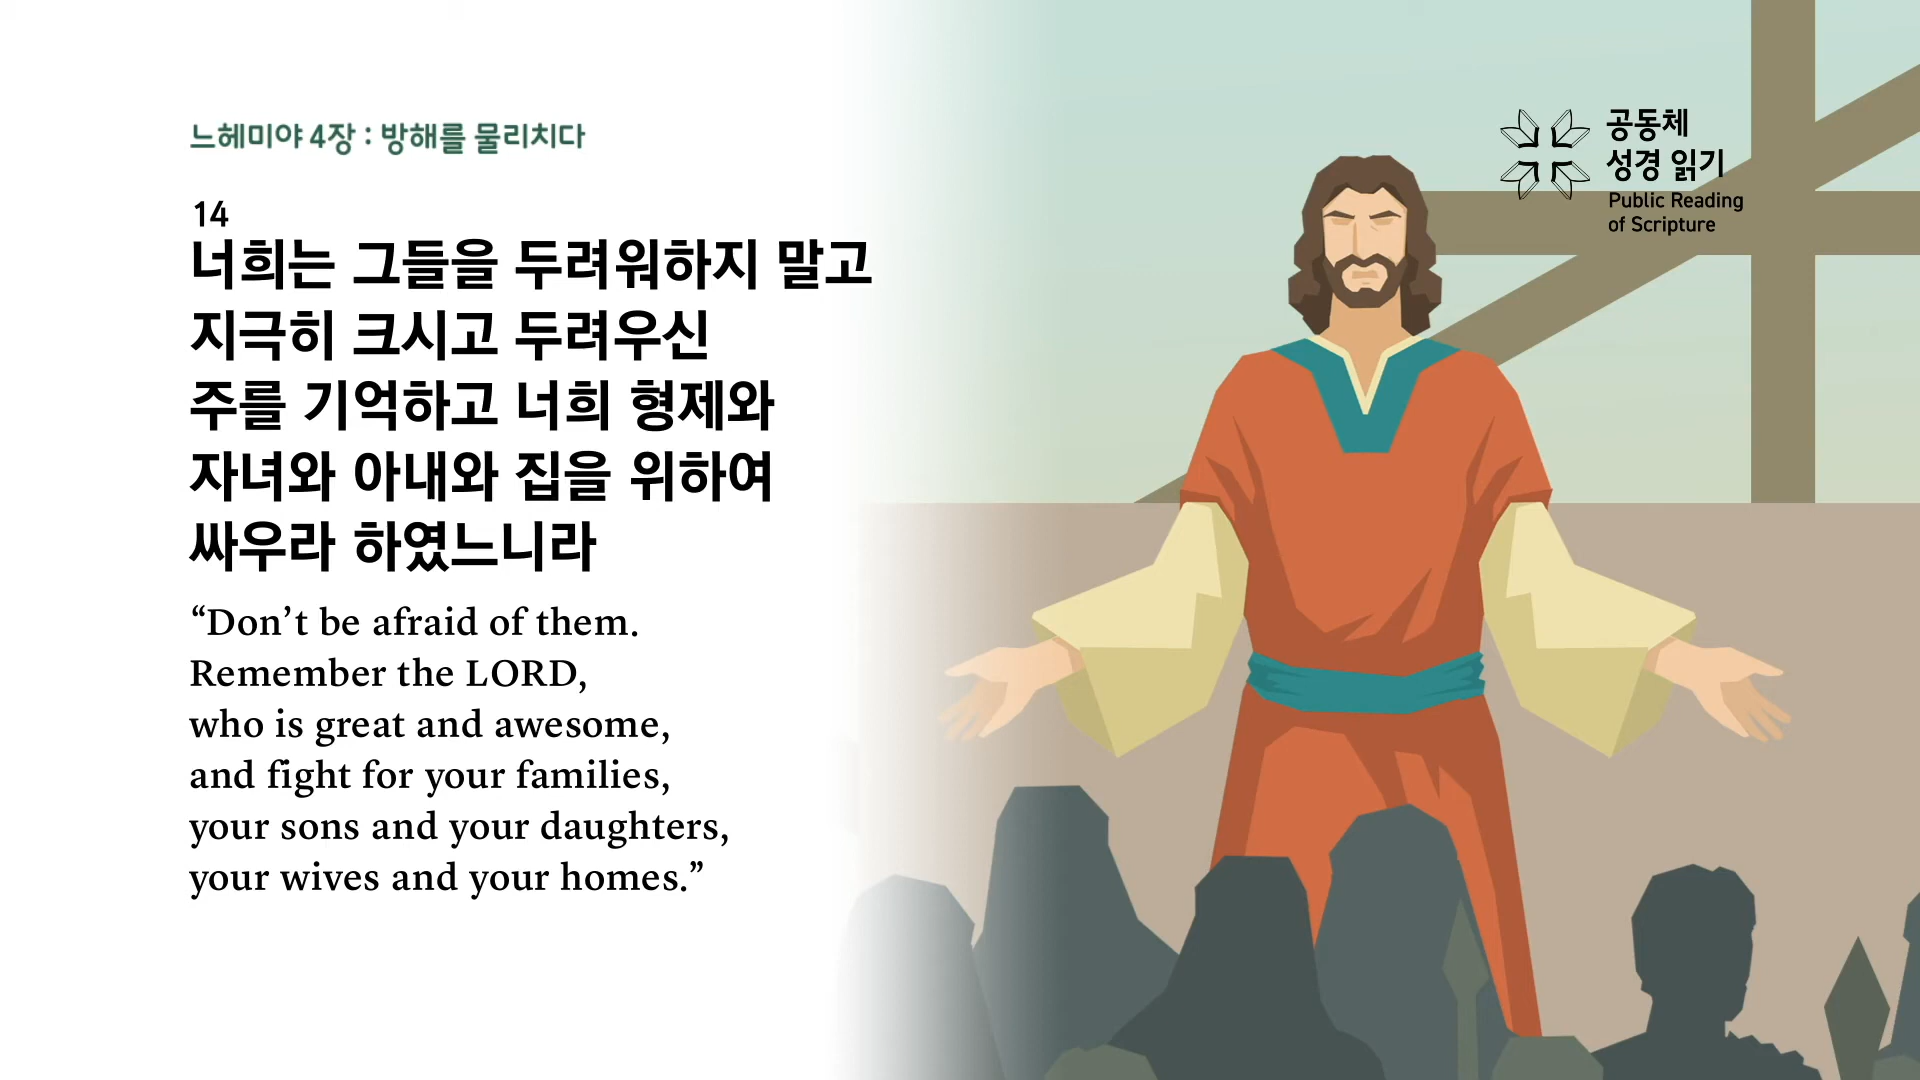 느헤미야 4장 : 방해를 물리치다
14
너희는 그들을 두려워하지 말고
지극히 크시고 두려우신
주를 기억하고 너희 형제와
자녀와 아내와 집을 위하여
싸우라 하였느니라
“Don’t be afraid of them.
Remember the LORD,
who is great and awesome,
and fight for your families,
your sons and your daughters,
your wives and your homes.”
공동체
성경 읽기
Public Reading
of Scripture